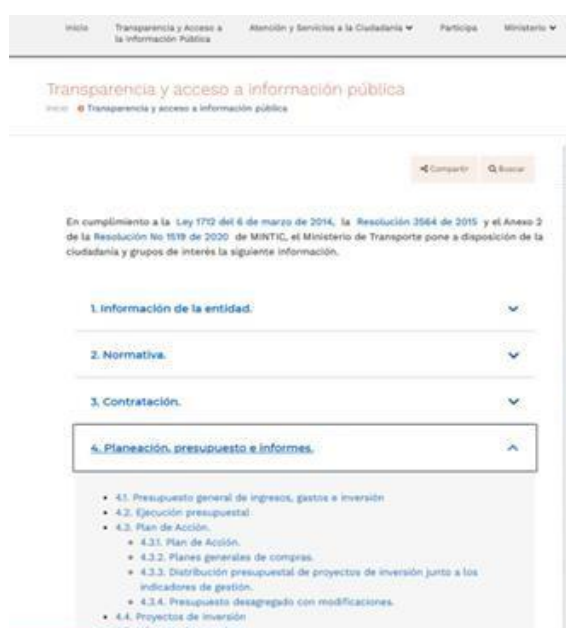 Inicio Transparencia y Acceso a Atención y Servicios a la Ciudadanía Participa Ministerio
la Información Pública
Transparencia y acceso a información pública
Inicio Transparencia y acceso a información pública
Compartir Buscar
En cumplimiento a la Ley 1712 del 6 de marzo de 2014, la Resolución 3564 de 2015 y el Anexo 2
de la Resolución No 1519 de 2020 de MINTIC, el Ministerio de Transporte pone a disposición de la
ciudadanía y grupos de interés la siguiente información.
1. Información de la entidad.
2. Normativa.
3. Contratación.
4. Planeación, presupuesto e informes.
4.1. Presupuesto general de ingresos, gastos e inversión
4.2. Ejecución presupuestal
4.3. Plan de Acción.
4.3.1. Plan de Acción.
4.3.2. Planes generales de compras.
4.3.3. Distribución presupuestal de proyectos de inversión junto a los
indicadores de gestión.
4.3.4. Presupuesto desagregado con modificaciones.
4.4. Proyectos de inversión